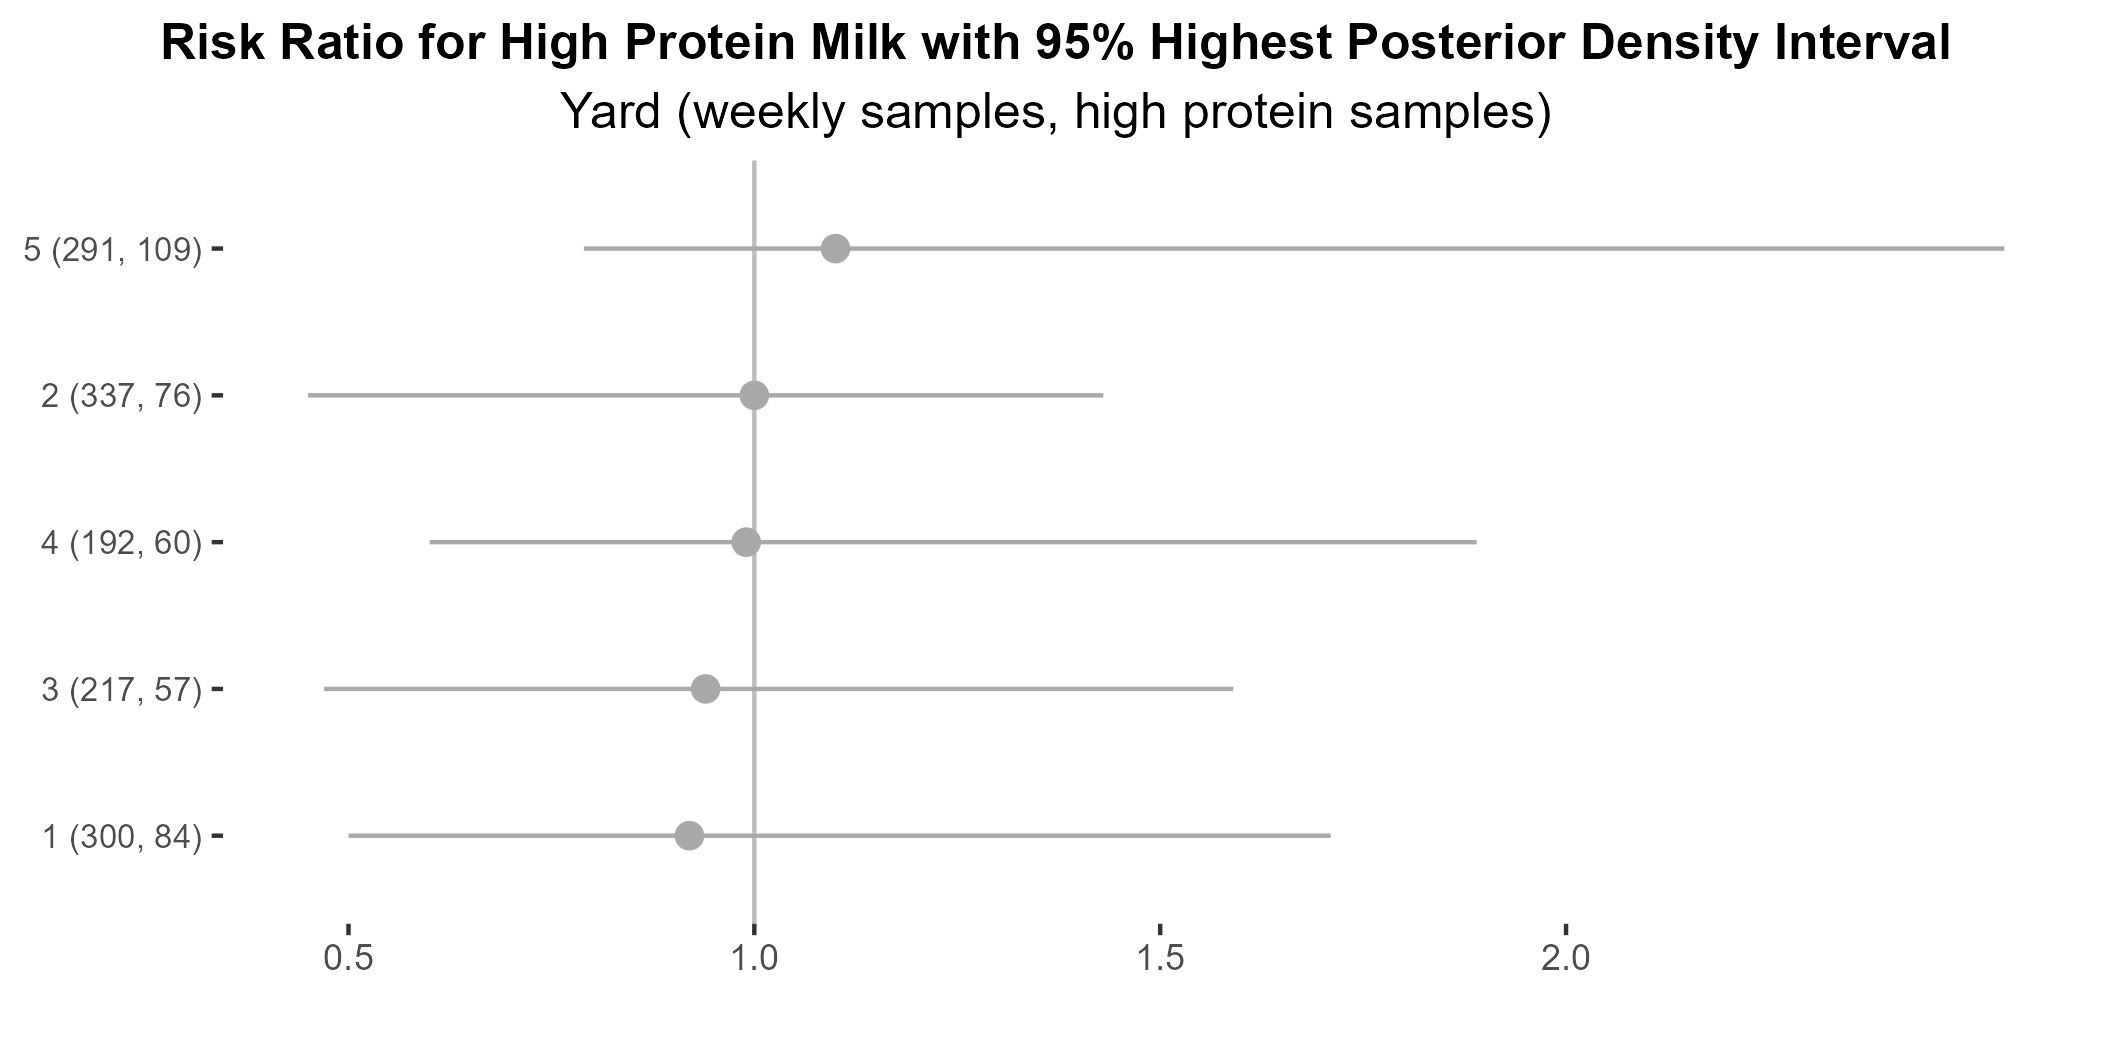 Risk Ratio for High Protein Milk with 95% Highest Posterior Density Interval
Yard (weekly samples, high protein samples)
5 (291, 109)
2 (337, 76)
4 (192, 60)
3 (217, 57)
1 (300, 84)
0.5 1.0 1.5 2.0